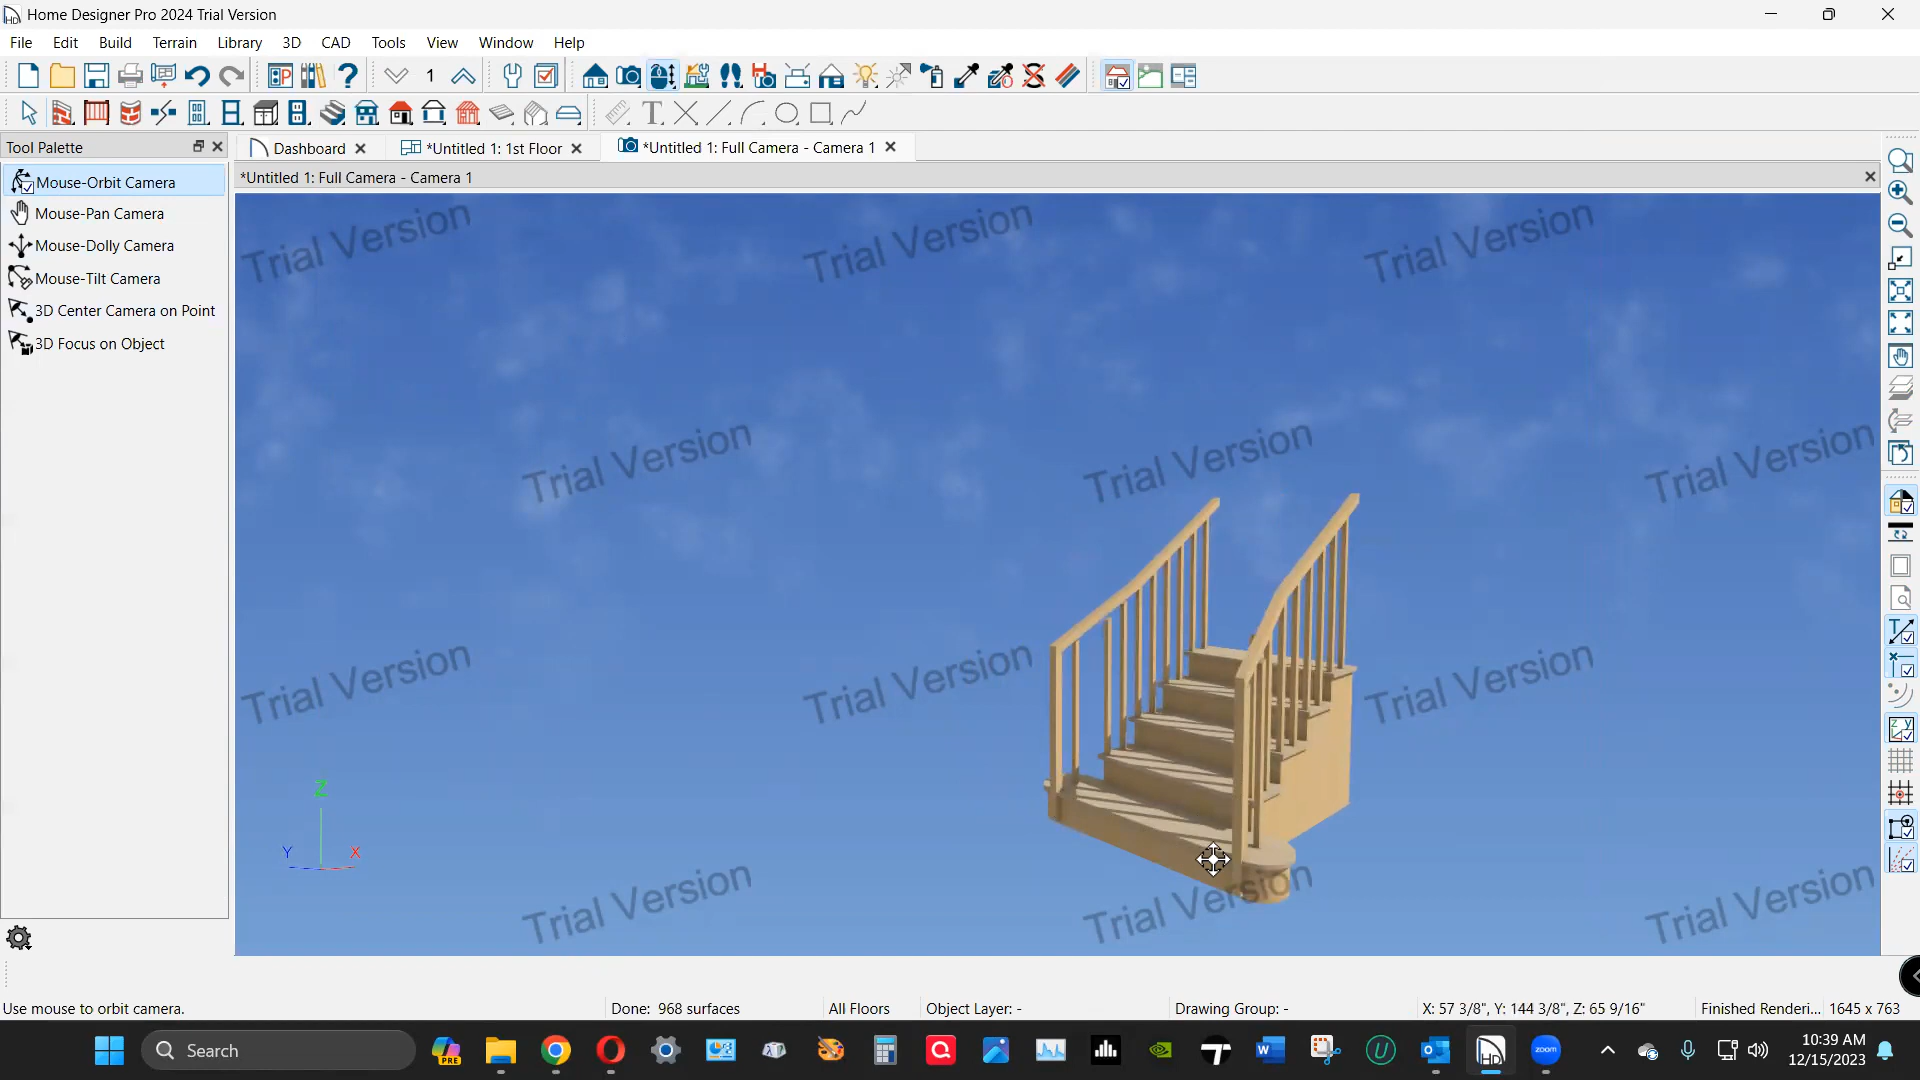 Home Designer Pro 2024 Trial Version
File Edit Build Terrain Library 3D CAD Tools View Window Help
1
Tool Palette
Dashboard
*Untitled 1: 1st Floor
*Untitled 1: Full Camera - Camera 1
*Untitled 1: Full Camera - Camera 1
Mouse-Orbit Camera
Mouse-Pan Camera
Mouse-Dolly Camera
Mouse-Tilt Camera
3D Center Camera on Point
3D Focus on Object
Trial Version
Trial Version
Trial Version
Trial Version
Trial Version
Trial Version
Trial Version
Trial Version
Trial Version
Trial Version
Trial Version
Trial Version
Z
Y
X
Use mouse to orbit camera.
Done: 968 surfaces
All Floors
Object Layer: -
Drawing Group: -
X: 57 3/8", Y: 144 3/8", Z: 65 9/16"
Finished Renderi...
1645 x 763
Search
PRE
zoom
10:39 AM
12/15/2023